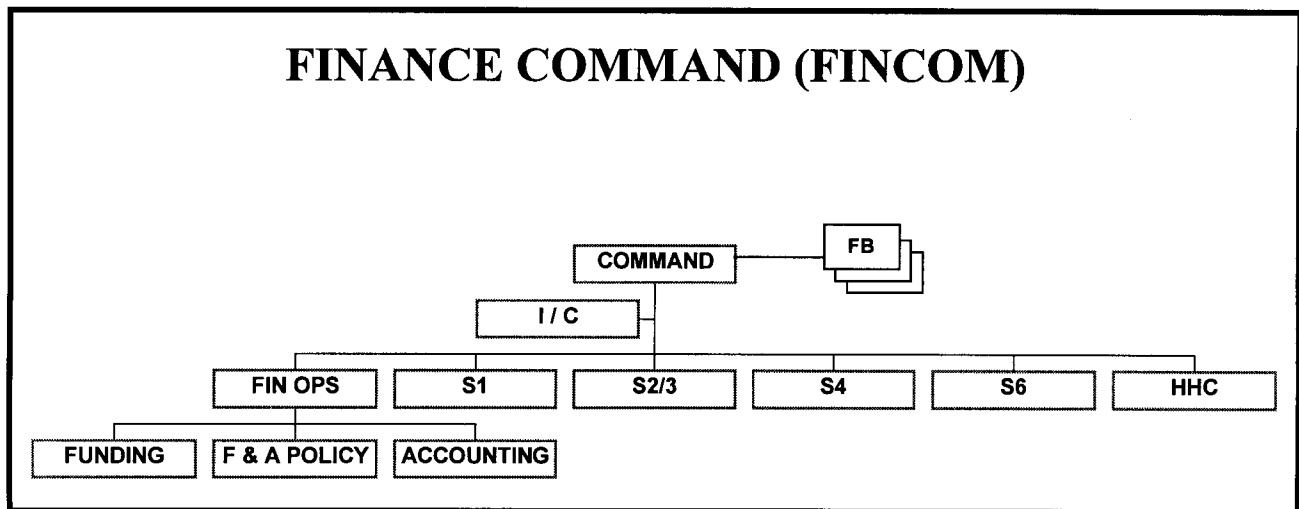 FINANCE COMMAND (FINCOM)
FB
COMMAND
I / C
FIN OPS
S1
S2/3
S4
S6
HHC
FUNDING
F & A POLICY
ACCOUNTING